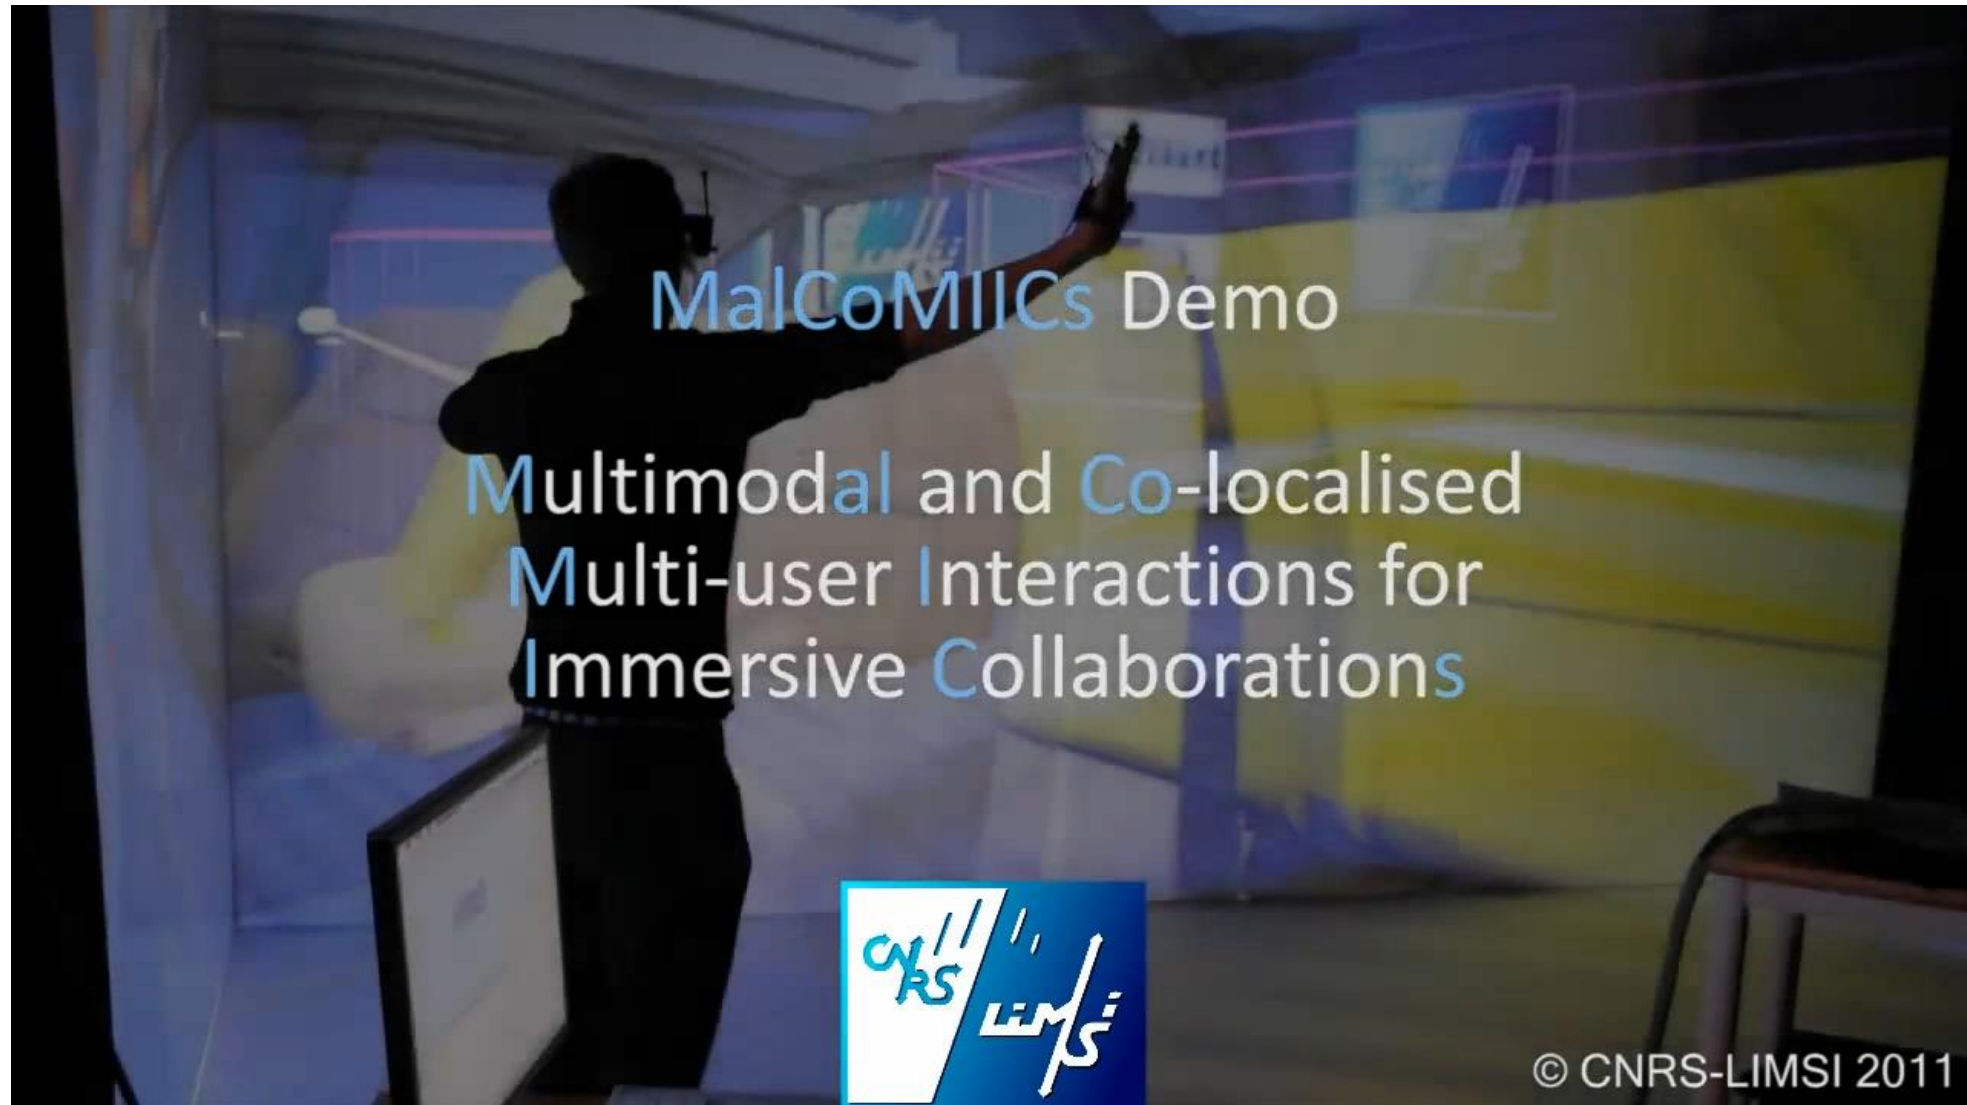 MalCoMIICs Demo
Multimodal and Co-localised
Multi-user Interactions for
Immersive Collaborations
CNRS
LIMSI
© CNRS-LIMSI 2011